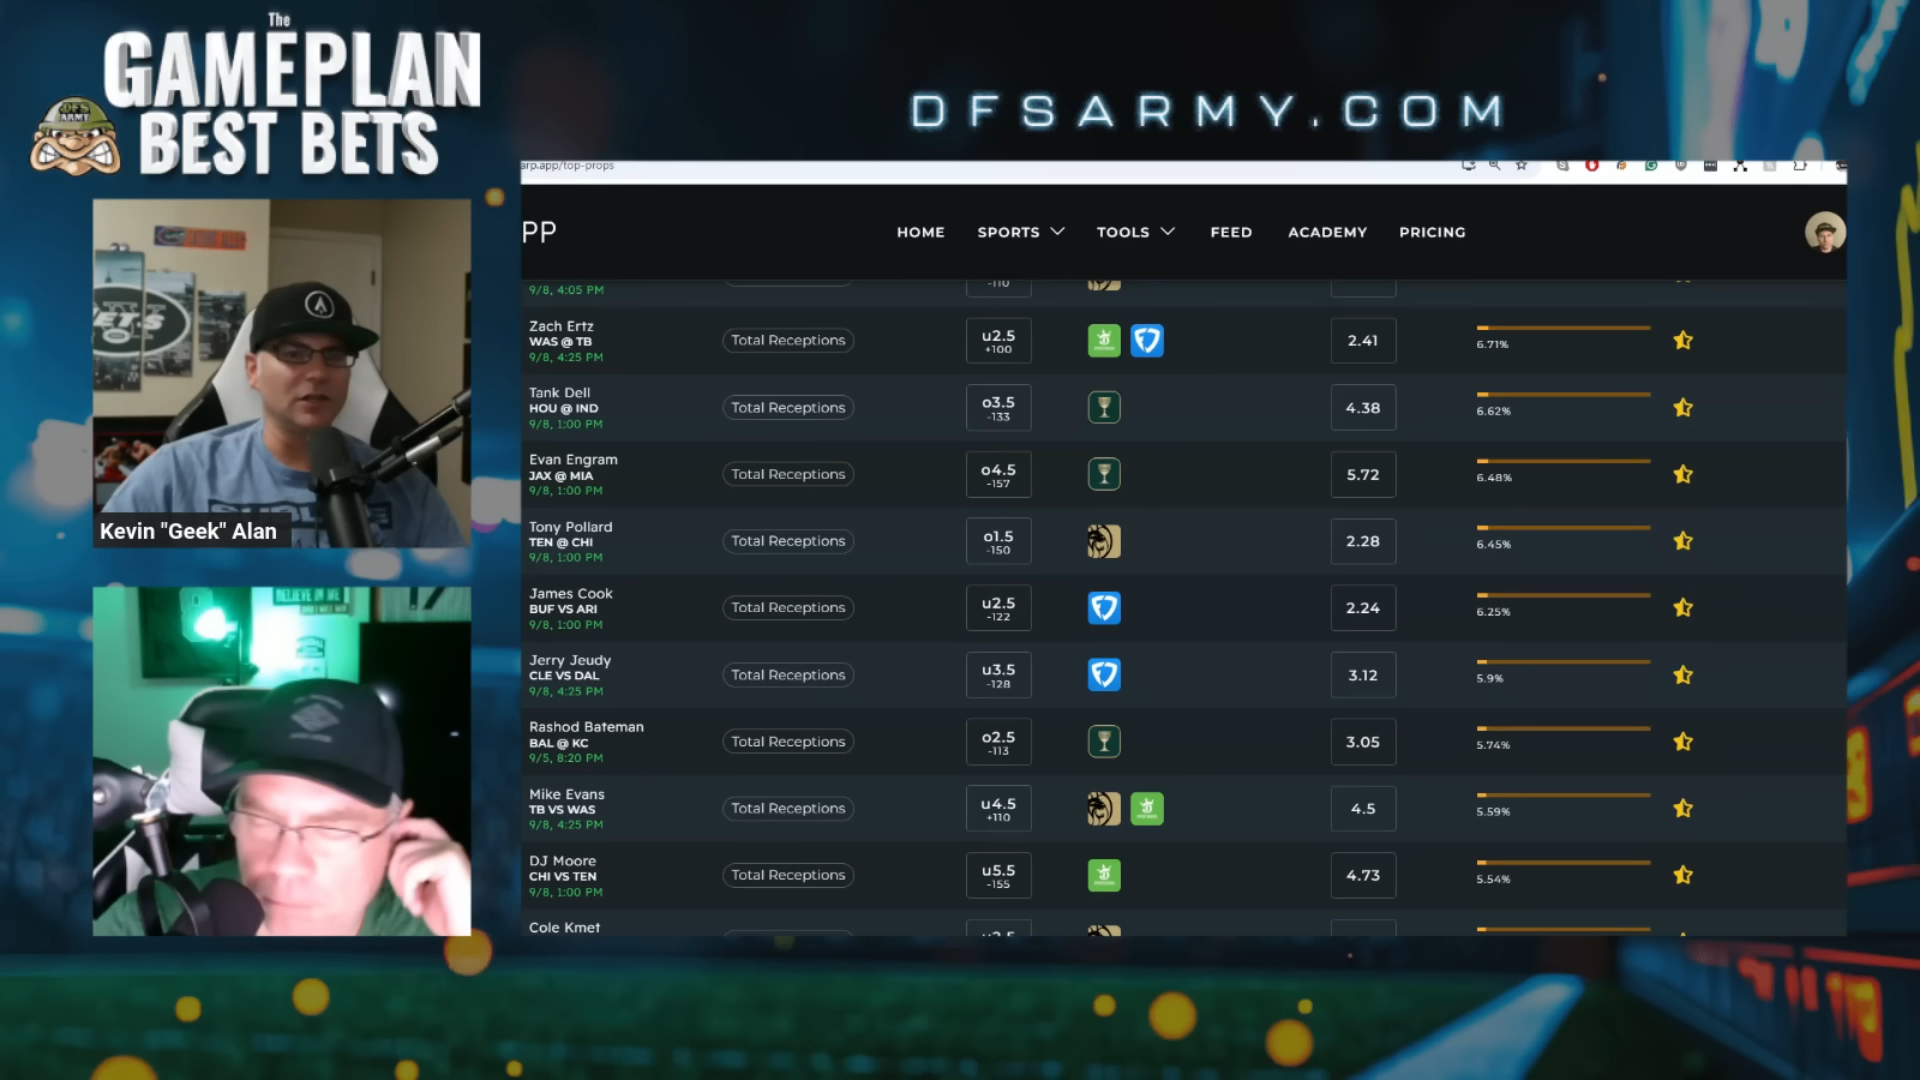 The
GAMEPLAN
BEST BETS
DFS
ARMY
DFSARMY.COM
arp.app/top-props
PP
HOME
SPORTS
TOOLS
FEED
ACADEMY
PRICING
9/8, 4:05 PM
-110
Zach Ertz
WAS @ TB
9/8, 4:25 PM
Total Receptions
u2.5
+100
2.41
6.71%
Tank Dell
HOU @ IND
9/8, 1:00 PM
Total Receptions
o3.5
-133
4.38
6.62%
Evan Engram
JAX @ MIA
9/8, 1:00 PM
Total Receptions
o4.5
-157
5.72
6.48%
Tony Pollard
TEN @ CHI
9/8, 1:00 PM
Total Receptions
o1.5
-150
2.28
6.45%
James Cook
BUF VS ARI
9/8, 1:00 PM
Total Receptions
u2.5
-122
2.24
6.25%
Jerry Jeudy
CLE VS DAL
9/8, 4:25 PM
Total Receptions
u3.5
-128
3.12
5.9%
Rashod Bateman
BAL @ KC
9/5, 8:20 PM
Total Receptions
o2.5
-113
3.05
5.74%
Mike Evans
TB VS WAS
9/8, 4:25 PM
Total Receptions
u4.5
+110
4.5
5.59%
DJ Moore
CHI VS TEN
9/8, 1:00 PM
Total Receptions
u5.5
-155
4.73
5.54%
Cole Kmet
JETS
Kevin "Geek" Alan
BELIEVE IN ME
17